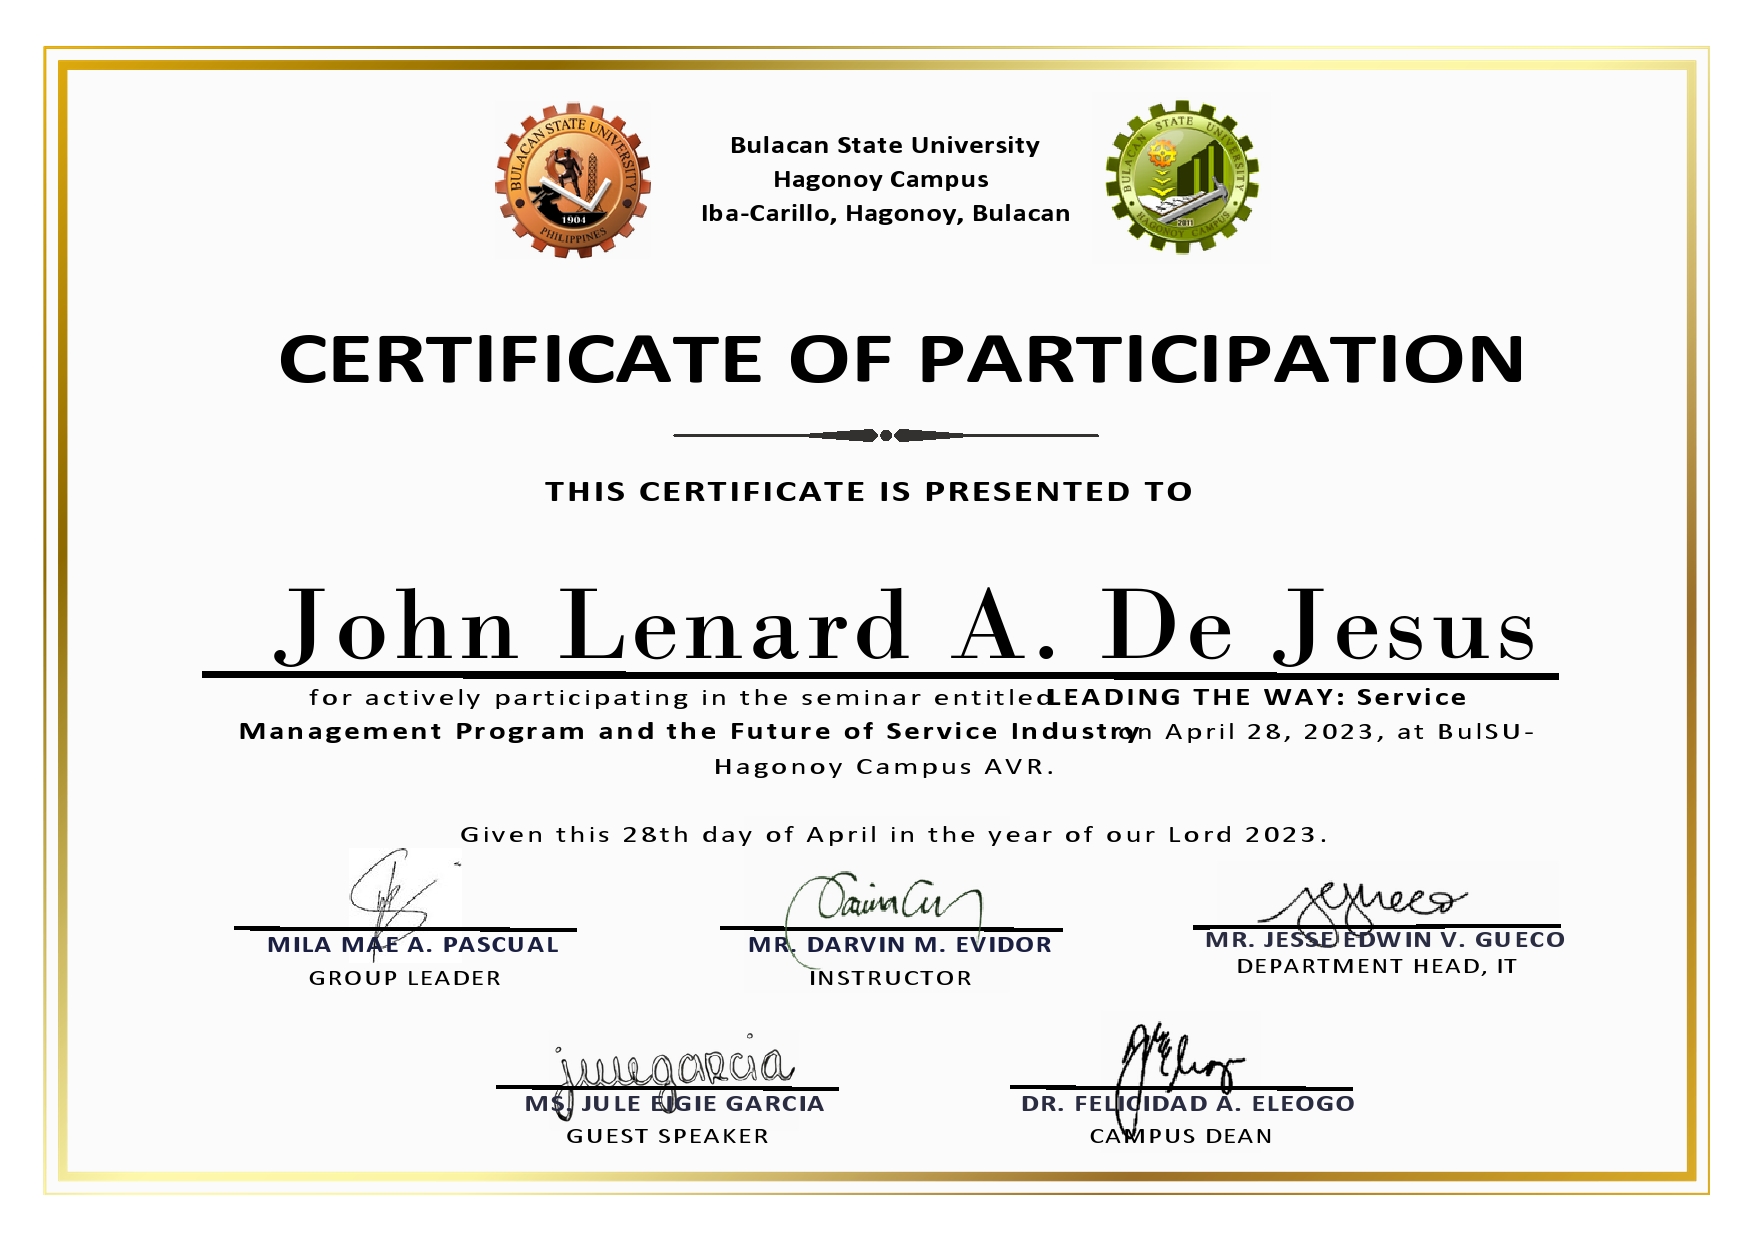 BULACAN STATE UNIVERSITY
1904
PHILIPPINES
Bulacan State University
Hagonoy Campus
Iba-Carillo, Hagonoy, Bulacan
BULACAN STATE UNIVERSITY
2011
HAGONOY CAMPUS
CERTIFICATE OF PARTICIPATION
THIS CERTIFICATE IS PRESENTED TO
John Lenard A. De Jesus
for actively participating in the seminar entitled LEADING THE WAY: Service
Management Program and the Future of Service Industry on April 28, 2023, at BulSU-
Hagonoy Campus AVR.
Given this 28th day of April in the year of our Lord 2023.
MILA MAE A. PASCUAL
GROUP LEADER
MR. DARVIN M. EVIDOR
INSTRUCTOR
jegueco
MR. JESSE EDWIN V. GUECO
DEPARTMENT HEAD, IT
julegarcia
MS. JULE EIGIE GARCIA
GUEST SPEAKER
DR. FELICIDAD A. ELEOGO
CAMPUS DEAN